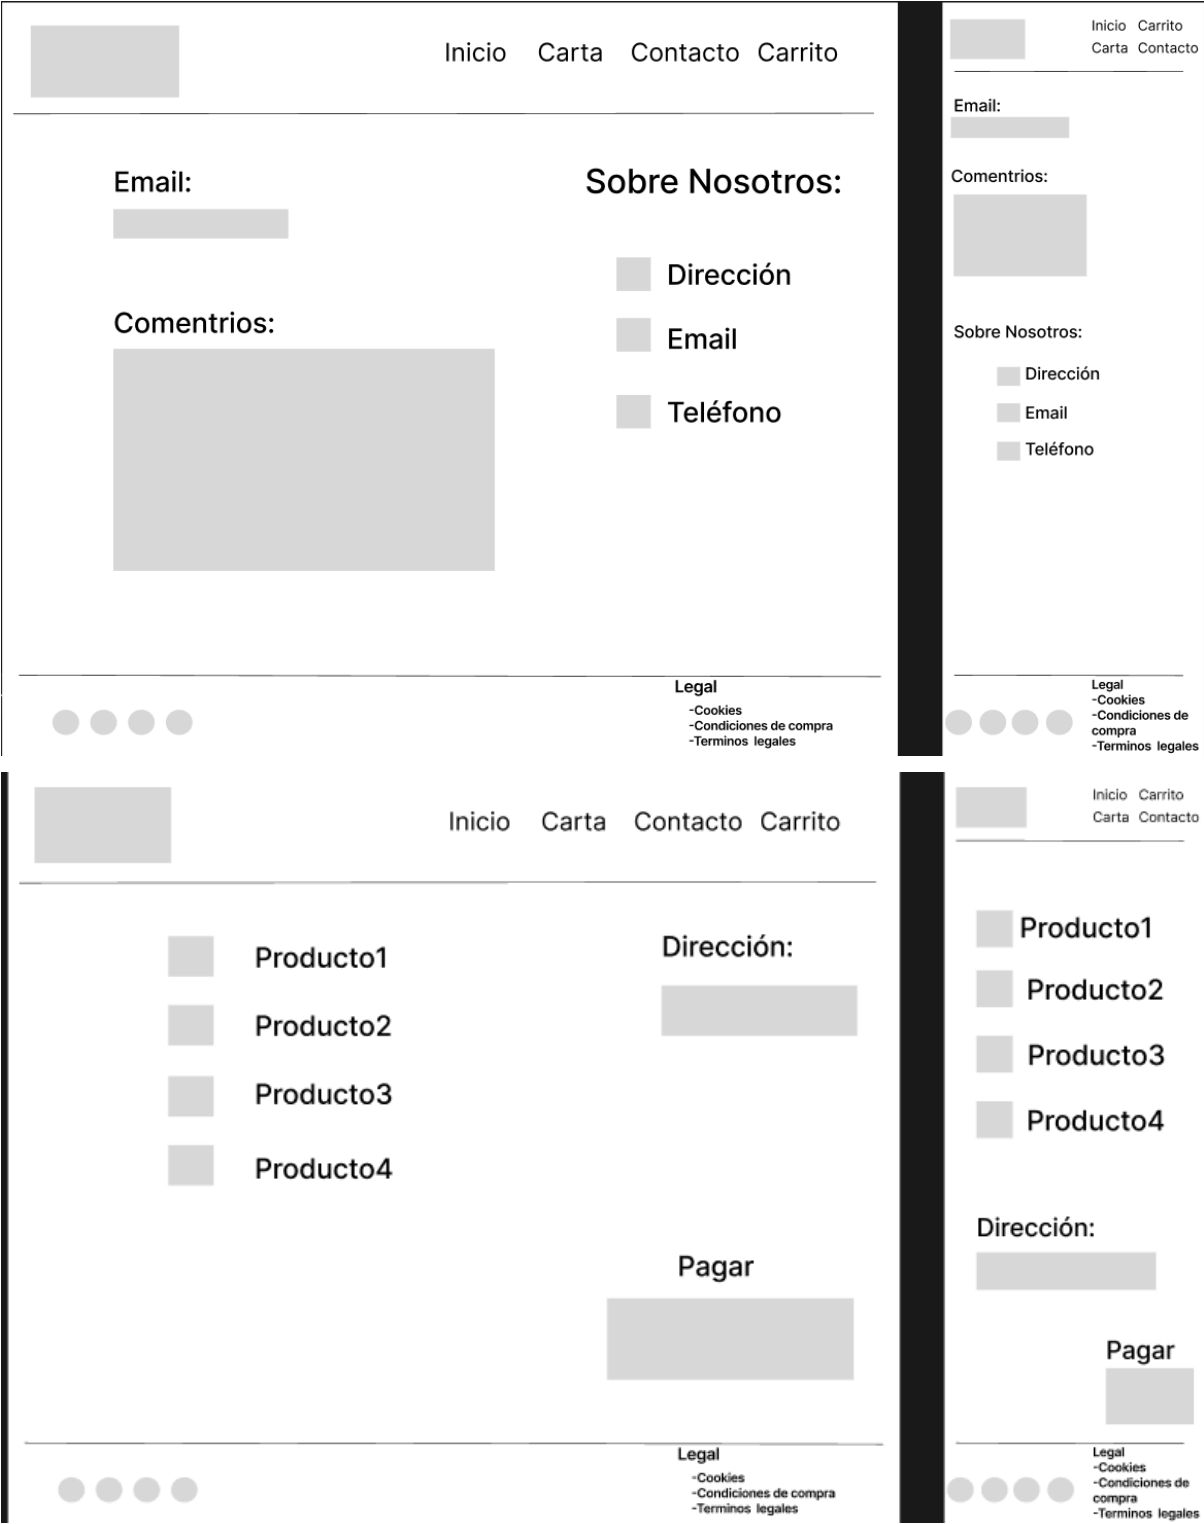 Inicio Carta Contacto Carrito
Email:
Comentrios:
Sobre Nosotros:
Dirección
Email
Teléfono
Legal
-Cookies
-Condiciones de compra
-Terminos legales
Inicio Carrito
Carta Contacto
Email:
Comentrios:
Sobre Nosotros:
Dirección
Email
Teléfono
Legal
-Cookies
-Condiciones de
compra
-Terminos legales
Inicio Carta Contacto Carrito
Producto1
Producto2
Producto3
Producto4
Dirección:
Pagar
Legal
-Cookies
-Condiciones de compra
-Terminos legales
Inicio Carrito
Carta Contacto
Producto1
Producto2
Producto3
Producto4
Dirección:
Pagar
Legal
-Cookies
-Condiciones de
compra
-Terminos legales